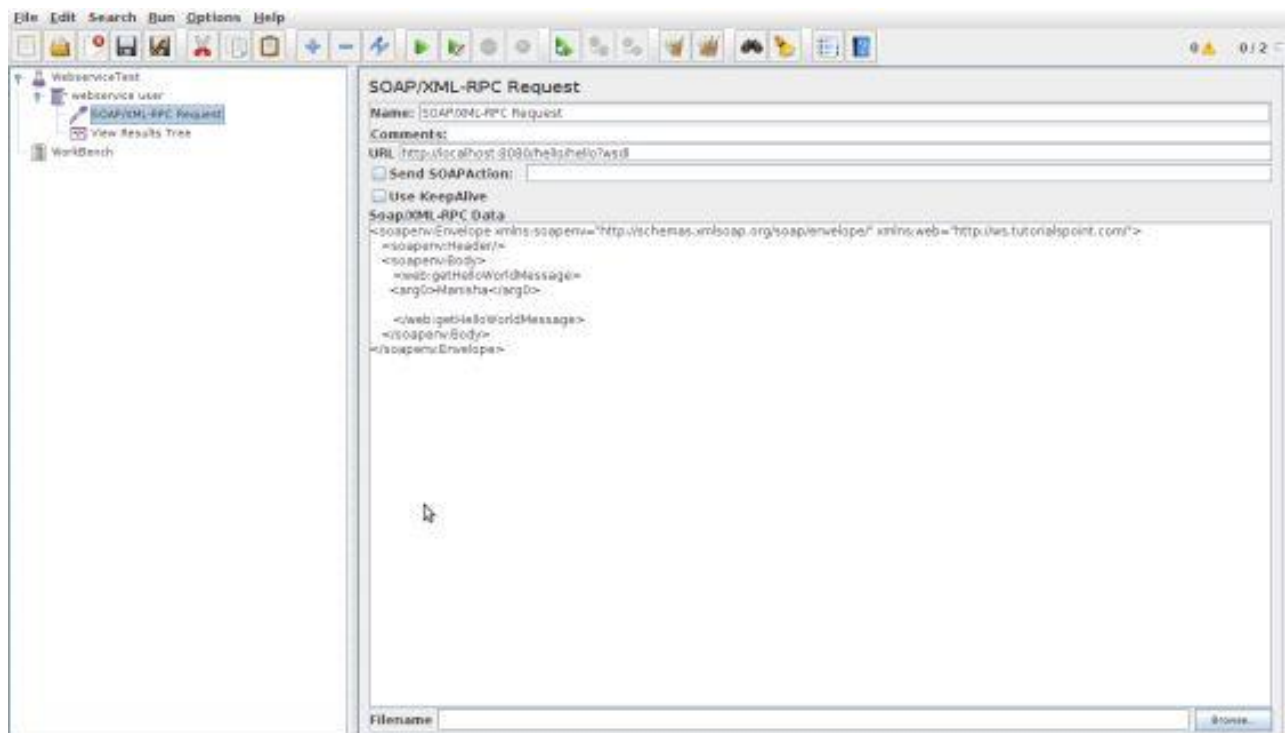 File Edit Search Run Options Help
0 0 / 2
WebserviceTest
webservice user
SOAP/XML-RPC Request
View Results Tree
WorkBench
SOAP/XML-RPC Request
Name: SOAP/XML-RPC Request
Comments:
URL http://localhost:8080/hello/hello?wsdl
Send SOAPAction:
Use KeepAlive
Soap/XML-RPC Data
<soapenv:Envelope xmlns:soapenv="http://schemas.xmlsoap.org/soap/envelope/" xmlns:web="http://ws.tutorialspoint.com/">
<soapenv:Header/>
<soapenv:Body>
<web:getHelloWorldMessage>
<arg0>Manisha</arg0>
</web:getHelloWorldMessage>
</soapenv:Body>
</soapenv:Envelope>
Filename
Browse...